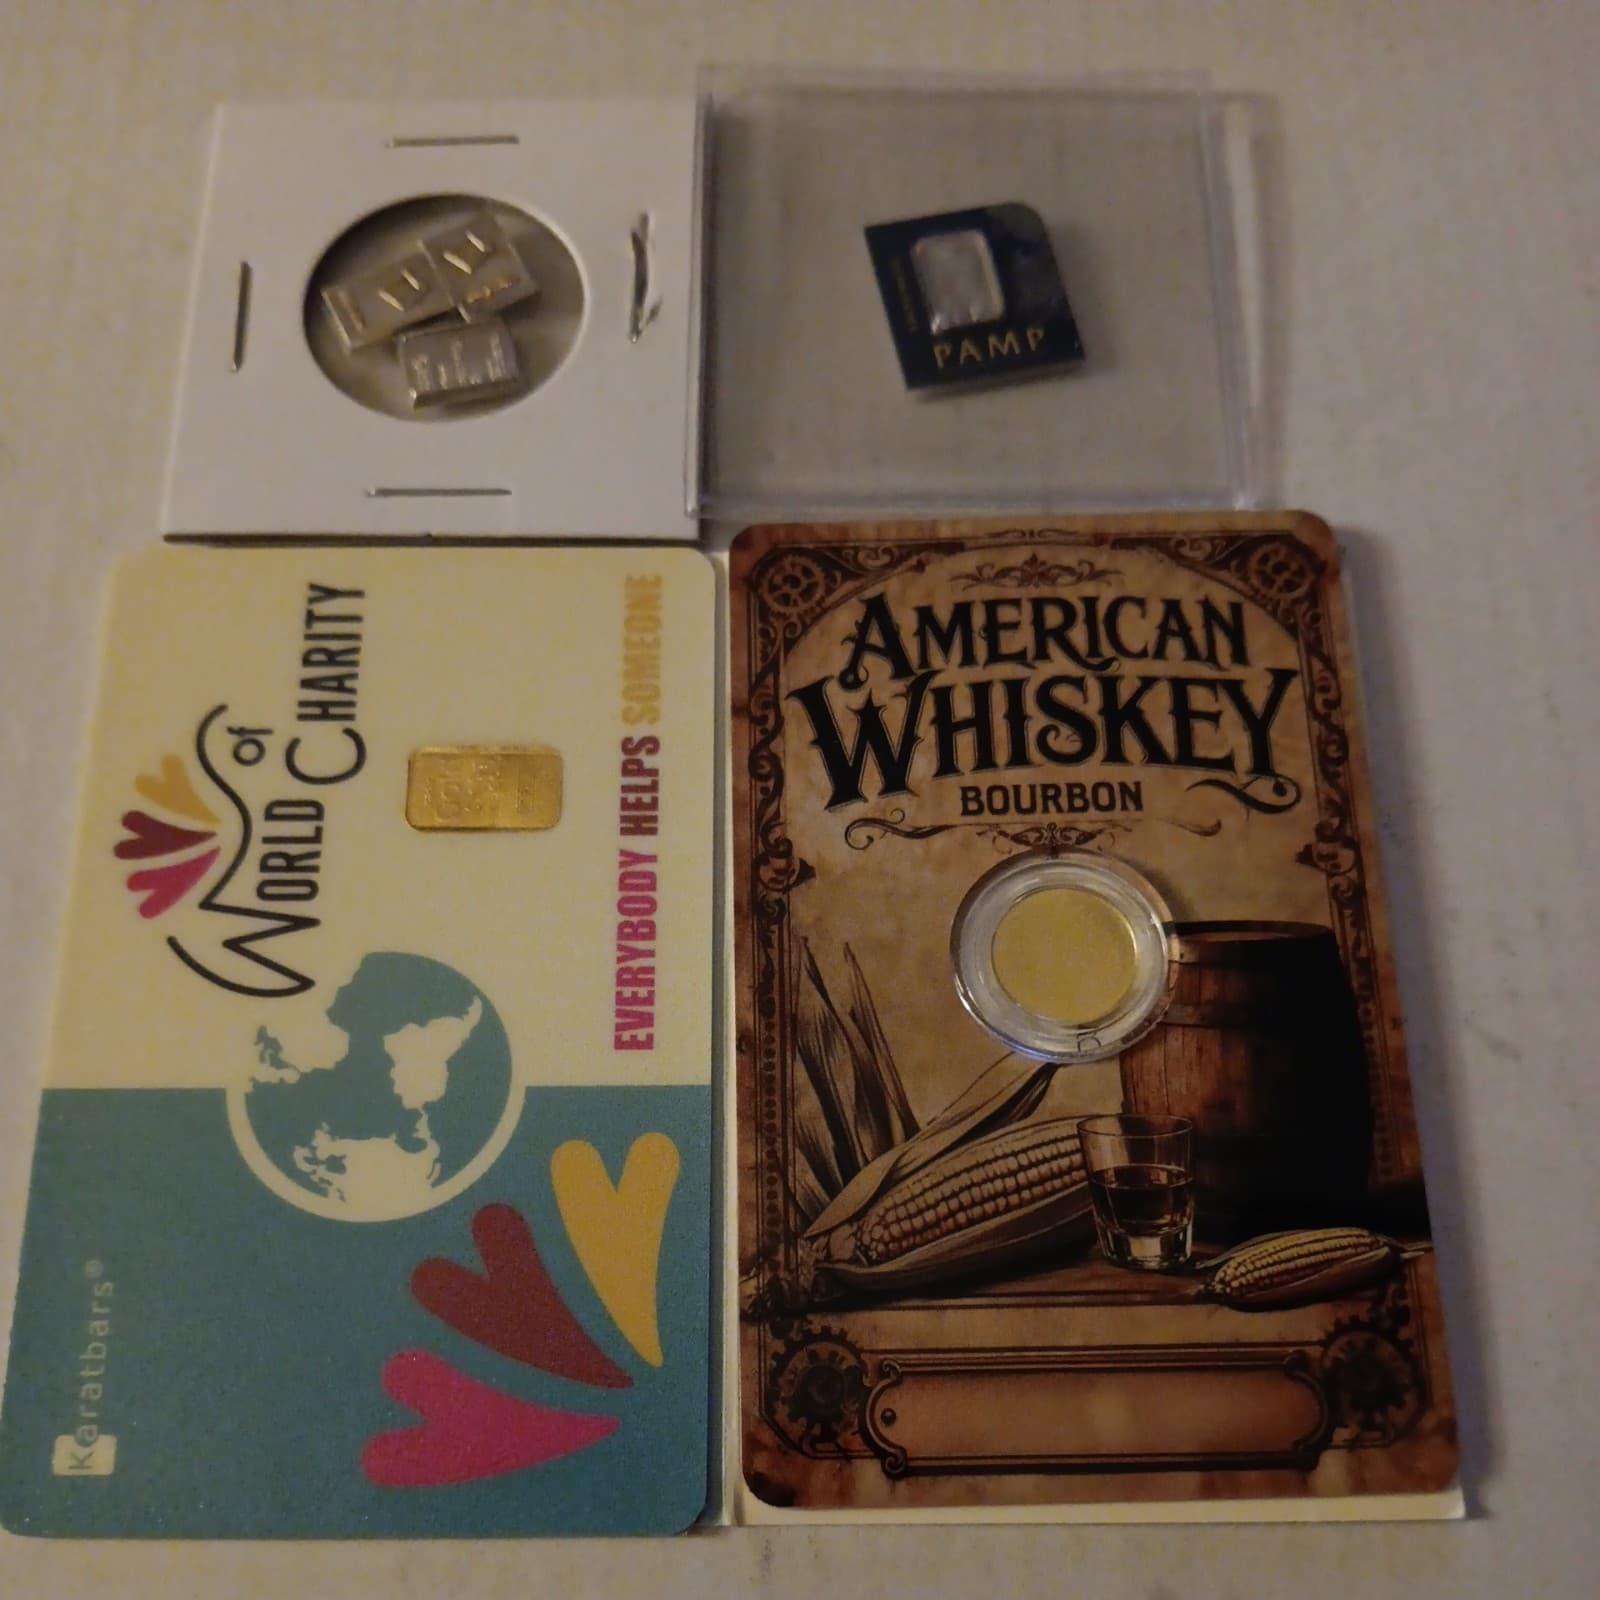 PAMP
WORLD of CHARITY
EVERYBODY HELPS SOMEONE
Karatbars®
AMERICAN
WHISKEY
BOURBON